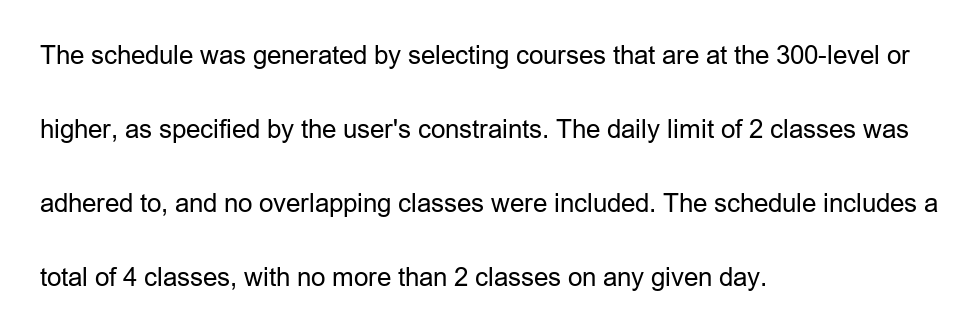 The schedule was generated by selecting courses that are at the 300-level or
higher, as specified by the user's constraints. The daily limit of 2 classes was
adhered to, and no overlapping classes were included. The schedule includes a
total of 4 classes, with no more than 2 classes on any given day.